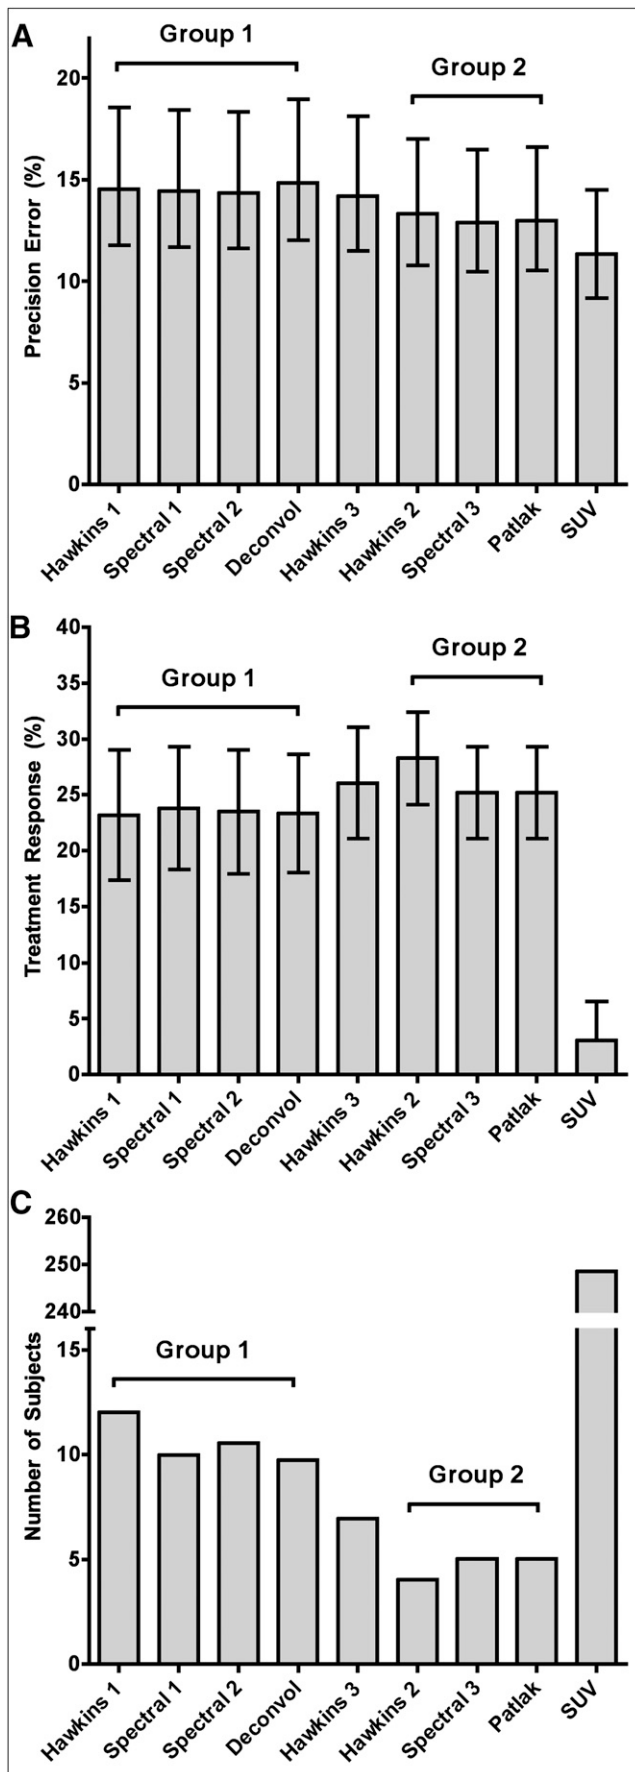 A
Group 1
Group 2
Precision Error (%)
20
15
10
5
0
Hawkins 1
Spectral 1
Spectral 2
Deconvol
Hawkins 3
Hawkins 2
Spectral 3
Patlak
SUV
B
Group 1
Group 2
Treatment Response (%)
40
35
30
25
20
15
10
5
0
Hawkins 1
Spectral 1
Spectral 2
Deconvol
Hawkins 3
Hawkins 2
Spectral 3
Patlak
SUV
C
Group 1
Group 2
Number of Subjects
260
250
240
15
10
5
0
Hawkins 1
Spectral 1
Spectral 2
Deconvol
Hawkins 3
Hawkins 2
Spectral 3
Patlak
SUV